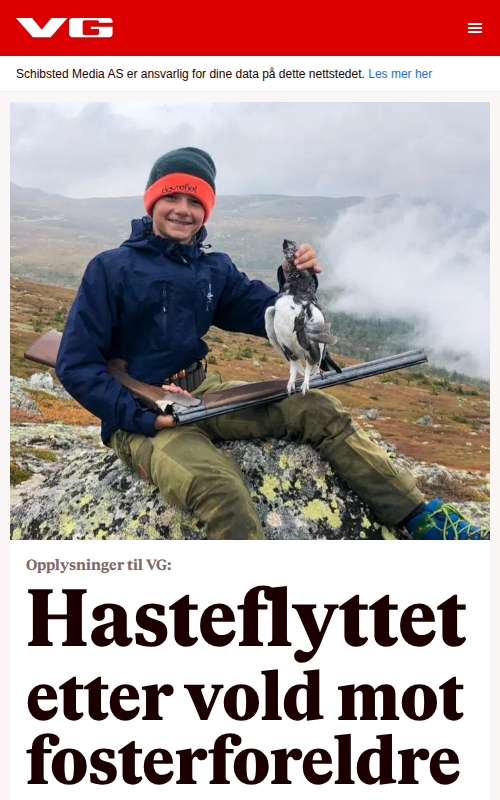 VG
Schibsted Media AS er ansvarlig for dine data på dette nettstedet. Les mer her
dovrefjell
Opplysninger til VG:
Hasteflyttet
etter vold mot
fosterforeldre